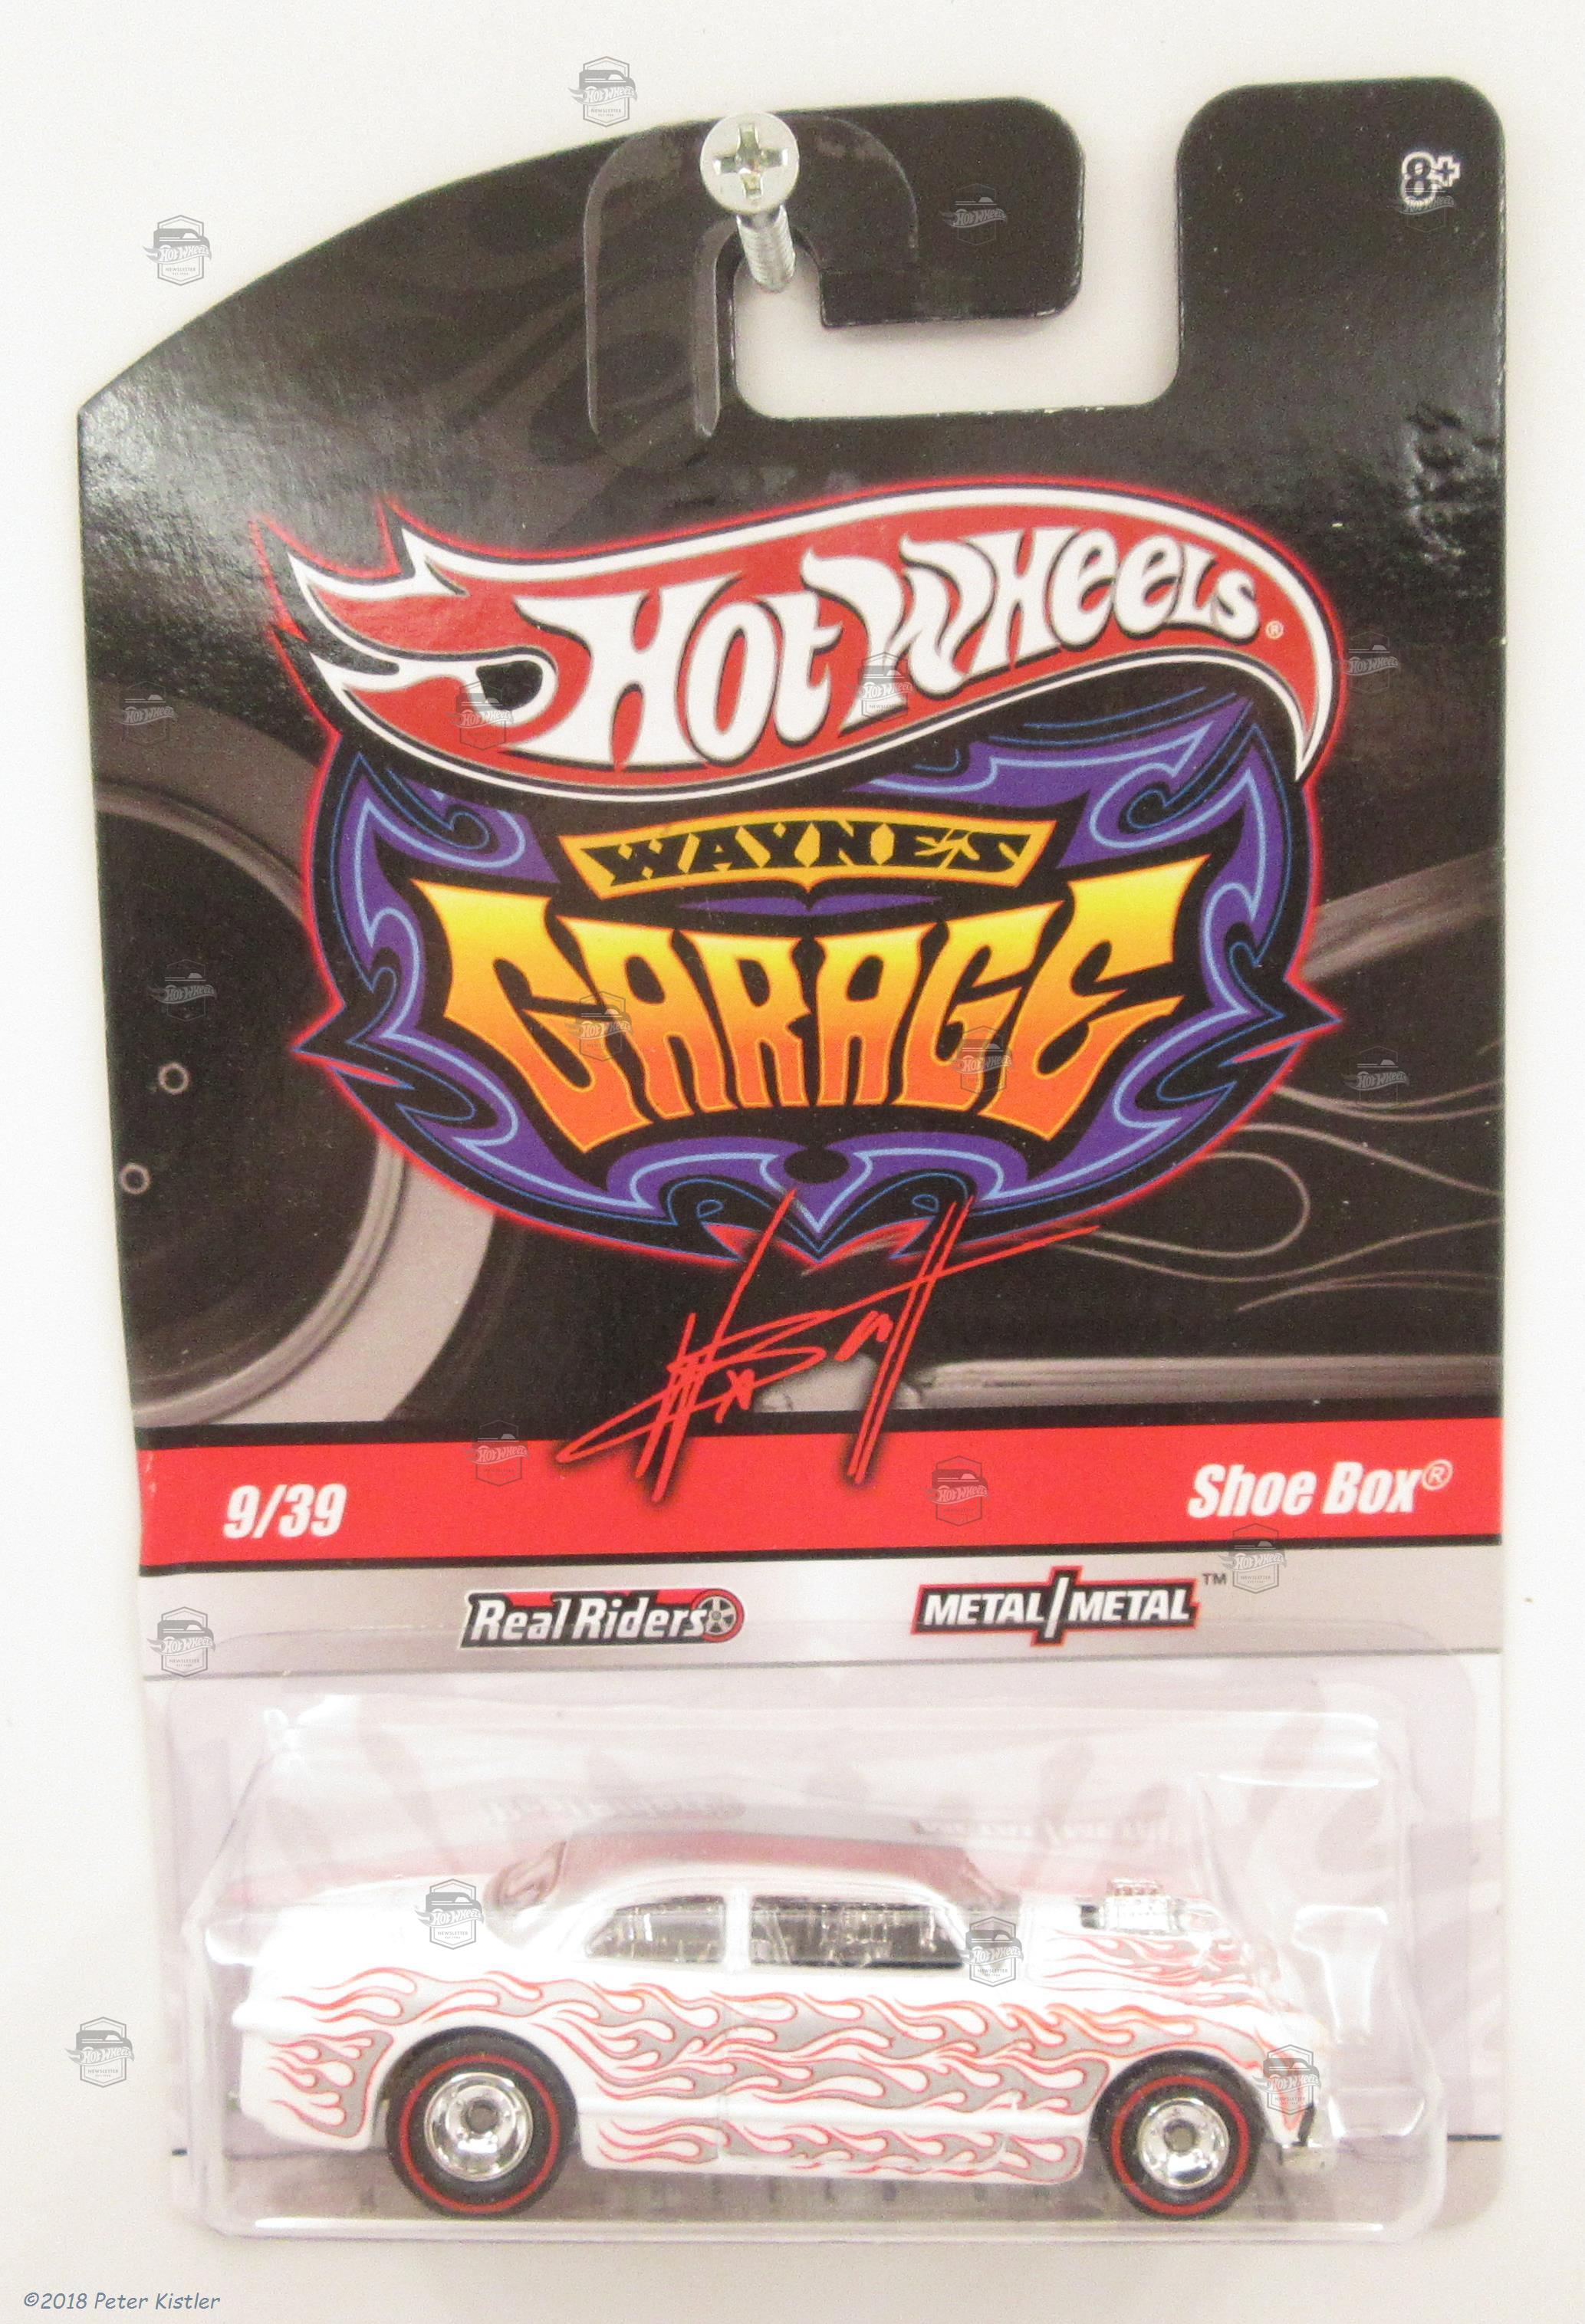 8+
Hot Wheels®
WAYNE'S
GARAGE
9/39
Shoe Box®
Real Riders
METAL/METAL™
©2018 Peter Kistler